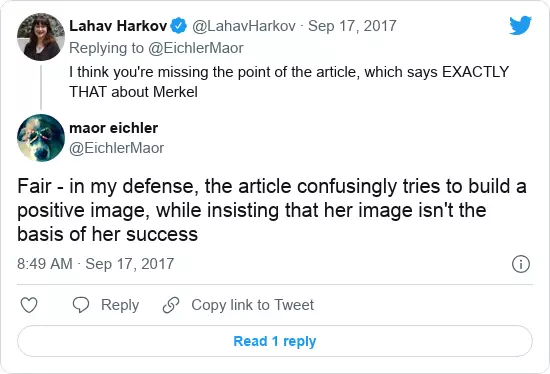 Lahav Harkov @LahavHarkov · Sep 17, 2017
Replying to @EichlerMaor
I think you're missing the point of the article, which says EXACTLY
THAT about Merkel
maor eichler
@EichlerMaor
Fair - in my defense, the article confusingly tries to build a
positive image, while insisting that her image isn't the
basis of her success
8:49 AM · Sep 17, 2017
Reply
Copy link to Tweet
Read 1 reply